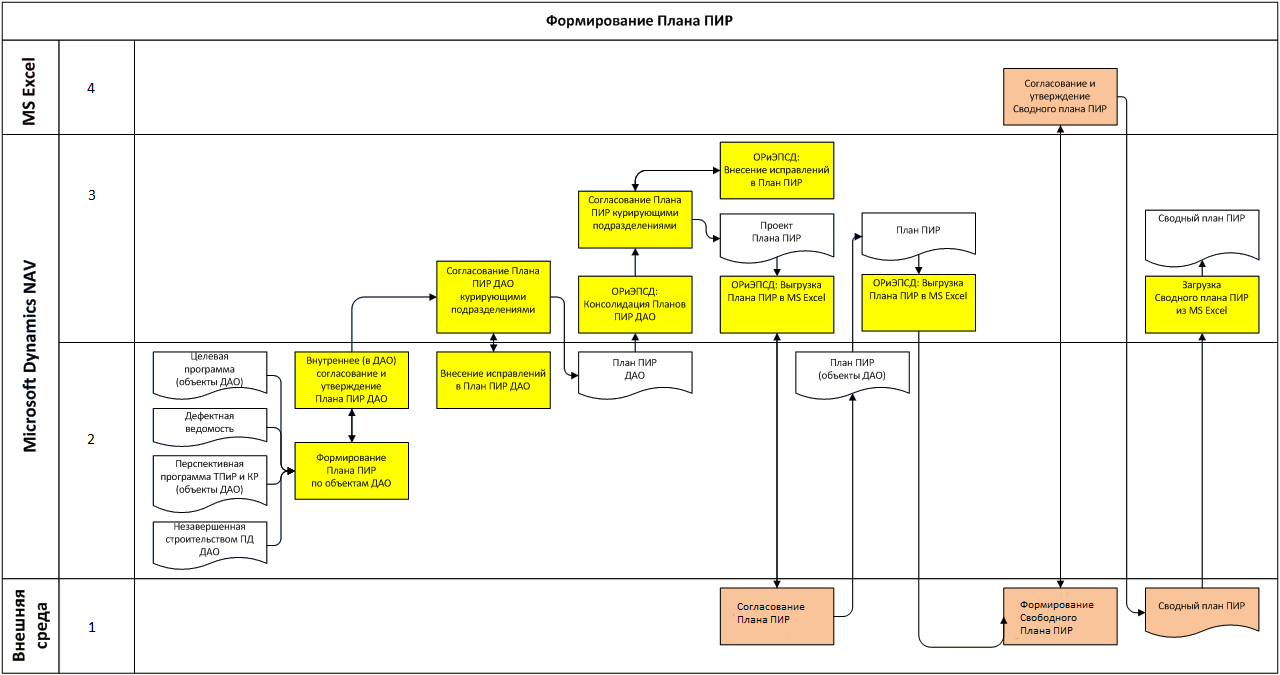 Формирование Плана ПИР
MS Excel
4
Согласование и
утверждение
Сводного плана ПИР
Microsoft Dynamics NAV
3
ОРиЭПСД:
Внесение исправлений
в План ПИР
Согласование Плана
ПИР курирующими
подразделениями
Проект
Плана ПИР
План ПИР
Сводный план ПИР
Согласование Плана
ПИР ДАО
курирующими
подразделениями
ОРиЭПСД:
Консолидация Планов
ПИР ДАО
ОРиЭПСД: Выгрузка
Плана ПИР в MS Excel
ОРиЭПСД: Выгрузка
Плана ПИР в MS Excel
Загрузка
Сводного плана ПИР
из MS Excel
2
Целевая
программа
(объекты ДАО)
Внутреннее (в ДАО)
согласование и
утверждение
Плана ПИР ДАО
Внесение исправлений
в План ПИР ДАО
План ПИР
ДАО
План ПИР
(объекты ДАО)
Дефектная
ведомость
Перспективная
программа ТПиР и КР
(объекты ДАО)
Формирование
Плана ПИР
по объектам ДАО
Незавершенная
строительством ПД
ДАО
Внешняя
среда
1
Согласование
Плана ПИР
Формирование
Свободного
Плана ПИР
Сводный план ПИР